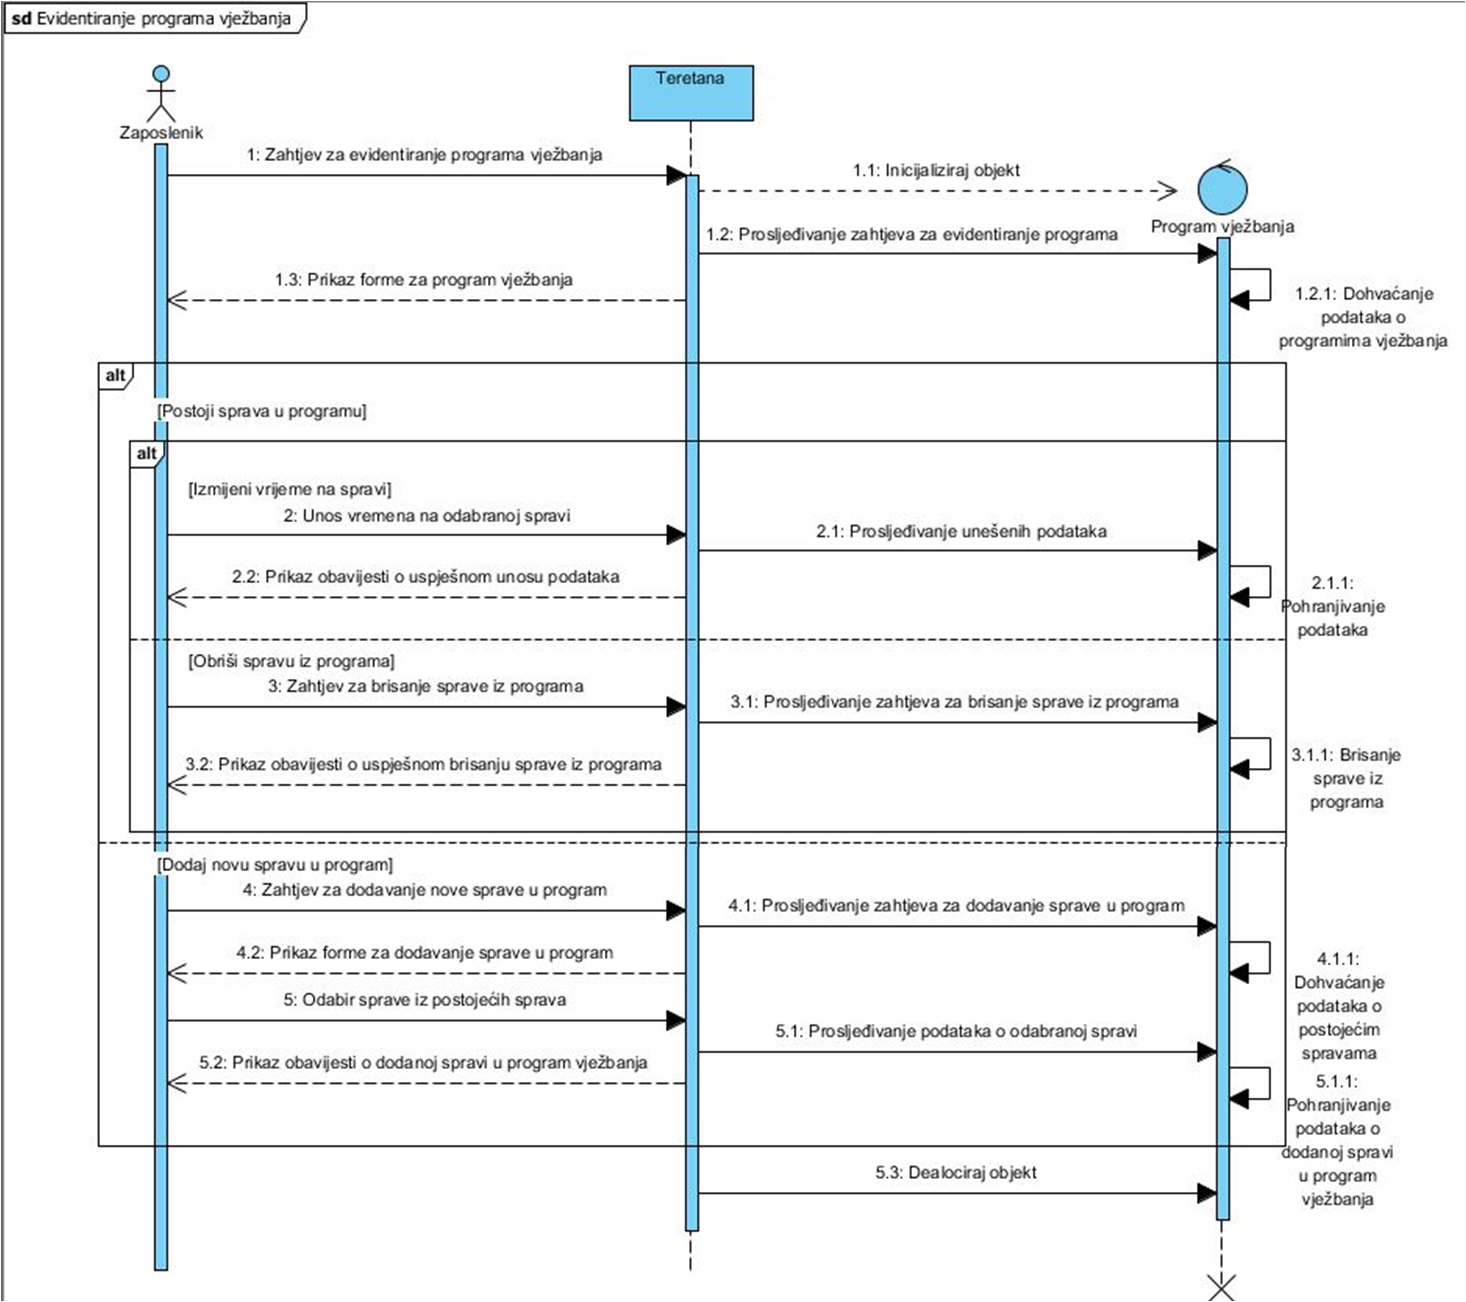 sd Evidentiranje programa vježbanja
Teretana
Zaposlenik
1: Zahtjev za evidentiranje programa vježbanja
1.1: Inicijaliziraj objekt
Program vježbanja
1.2: Prosljeđivanje zahtjeva za evidentiranje programa
1.3: Prikaz forme za program vježbanja
1.2.1: Dohvaćanje
podataka o
programima vježbanja
alt
[Postoji sprava u programu]
alt
[Izmijeni vrijeme na spravi]
2: Unos vremena na odabranoj spravi
2.1: Prosljeđivanje unešenih podataka
2.2: Prikaz obavijesti o uspješnom unosu podataka
2.1.1:
Pohranjivanje
podataka
[Obriši spravu iz programa]
3: Zahtjev za brisanje sprave iz programa
3.1: Prosljeđivanje zahtjeva za brisanje sprave iz programa
3.2: Prikaz obavijesti o uspješnom brisanju sprave iz programa
3.1.1: Brisanje
sprave iz
programa
[Dodaj novu spravu u program]
4: Zahtjev za dodavanje nove sprave u program
4.1: Prosljeđivanje zahtjeva za dodavanje sprave u program
4.2: Prikaz forme za dodavanje sprave u program
4.1.1:
Dohvaćanje
podataka o
postojećim
spravama
5: Odabir sprave iz postojećih sprava
5.1: Prosljeđivanje podataka o odabranoj spravi
5.2: Prikaz obavijesti o dodanoj spravi u program vježbanja
5.1.1:
Pohranjivanje
podataka o
dodanoj spravi
u program
vježbanja
5.3: Dealociraj objekt